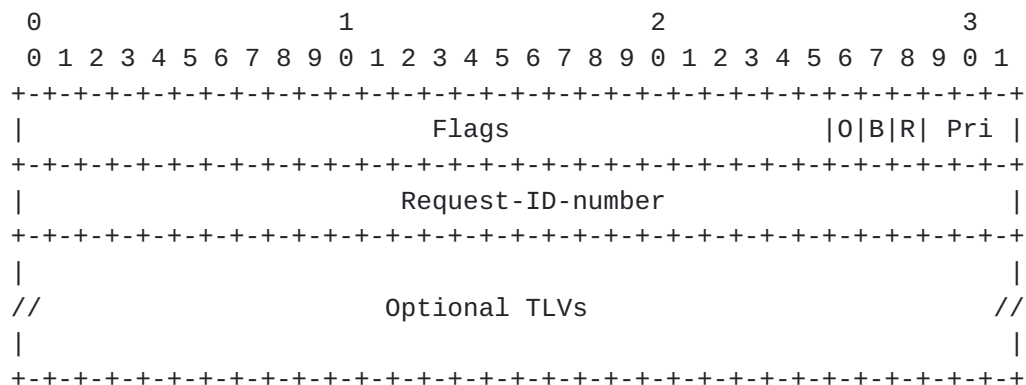 0                   1                   2                   3
 0 1 2 3 4 5 6 7 8 9 0 1 2 3 4 5 6 7 8 9 0 1 2 3 4 5 6 7 8 9 0 1
+-+-+-+-+-+-+-+-+-+-+-+-+-+-+-+-+-+-+-+-+-+-+-+-+-+-+-+-+-+-+-+-+
|                          Flags                    |O|B|R| Pri |
+-+-+-+-+-+-+-+-+-+-+-+-+-+-+-+-+-+-+-+-+-+-+-+-+-+-+-+-+-+-+-+-+
|                        Request-ID-number                      |
+-+-+-+-+-+-+-+-+-+-+-+-+-+-+-+-+-+-+-+-+-+-+-+-+-+-+-+-+-+-+-+-+
|                                                               |
//                      Optional TLVs                          //
|                                                               |
+-+-+-+-+-+-+-+-+-+-+-+-+-+-+-+-+-+-+-+-+-+-+-+-+-+-+-+-+-+-+-+-+